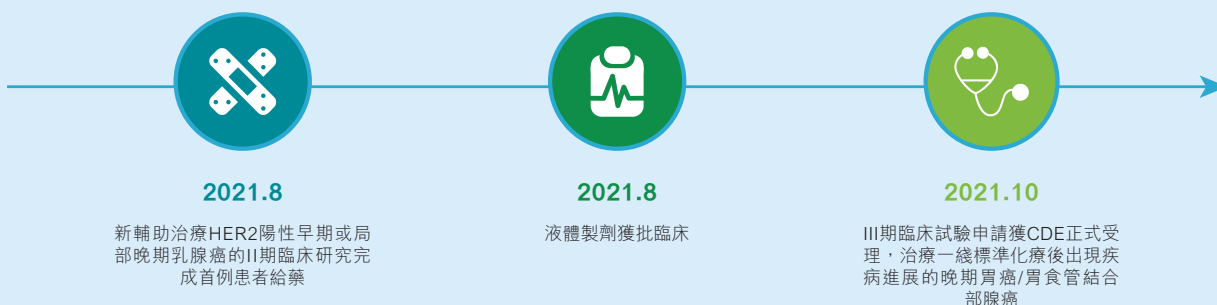 2021.8
新輔助治療HER2陽性早期或局
部晚期乳腺癌的II期臨床研究完
成首例患者給藥
2021.8
液體製劑獲批臨床
2021.10
III期臨床試驗申請獲CDE正式受
理，治療一綫標準化療後出現疾
病進展的晚期胃癌/胃食管結合
部腺癌